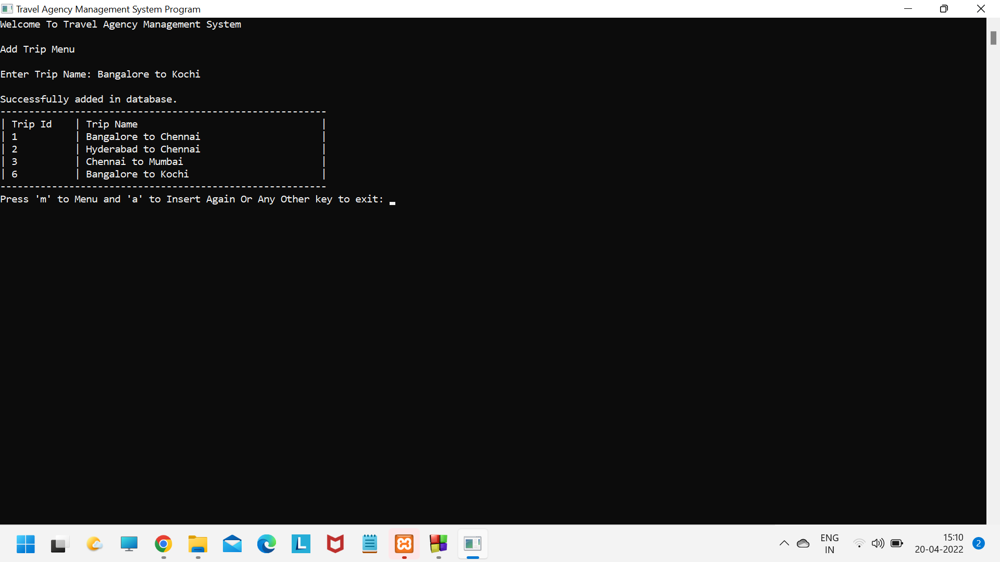 Travel Agency Management System Program
Welcome To Travel Agency Management System
Add Trip Menu
Enter Trip Name: Bangalore to Kochi
Successfully added in database.
---------------------------------------------------------
| Trip Id    | Trip Name                                |
| 1          | Bangalore to Chennai                     |
| 2          | Hyderabad to Chennai                     |
| 3          | Chennai to Mumbai                        |
| 6          | Bangalore to Kochi                       |
---------------------------------------------------------
Press 'm' to Menu and 'a' to Insert Again Or Any Other key to exit:
L
ENG
IN
15:10
20-04-2022
2